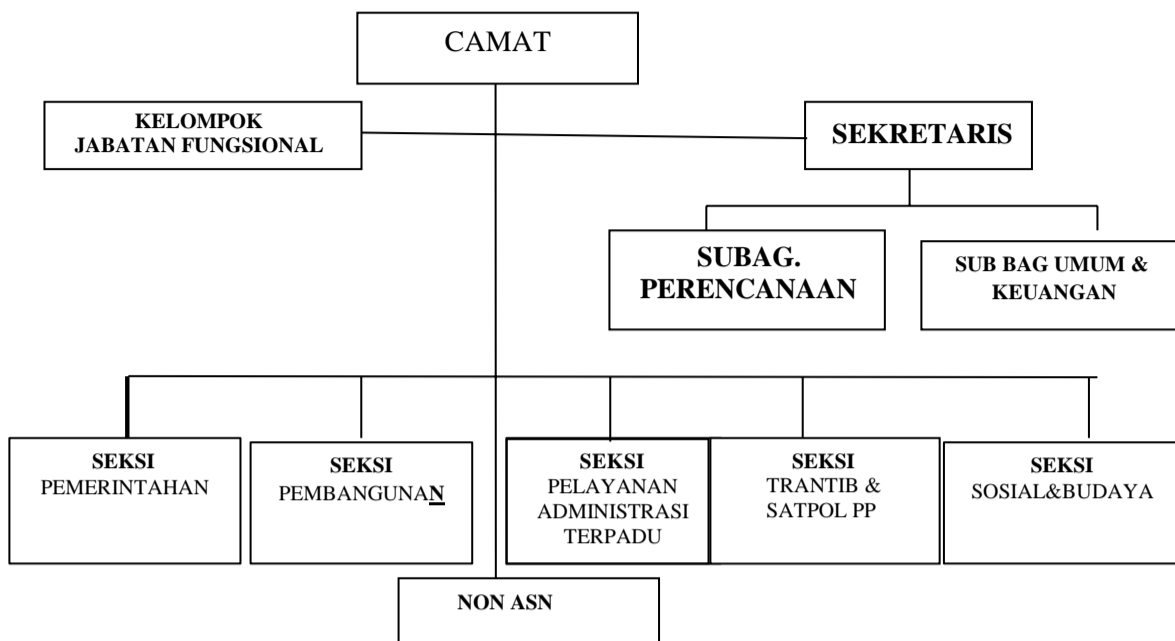 CAMAT
KELOMPOK
JABATAN FUNGSIONAL
SEKRETARIS
SUBAG.
PERENCANAAN
SUB BAG UMUM &
KEUANGAN
SEKSI
PEMERINTAHAN
SEKSI
PEMBANGUNAN
SEKSI
PELAYANAN
ADMINISTRASI
TERPADU
SEKSI
TRANTIB &
SATPOL PP
SEKSI
SOSIAL&BUDAYA
NON ASN